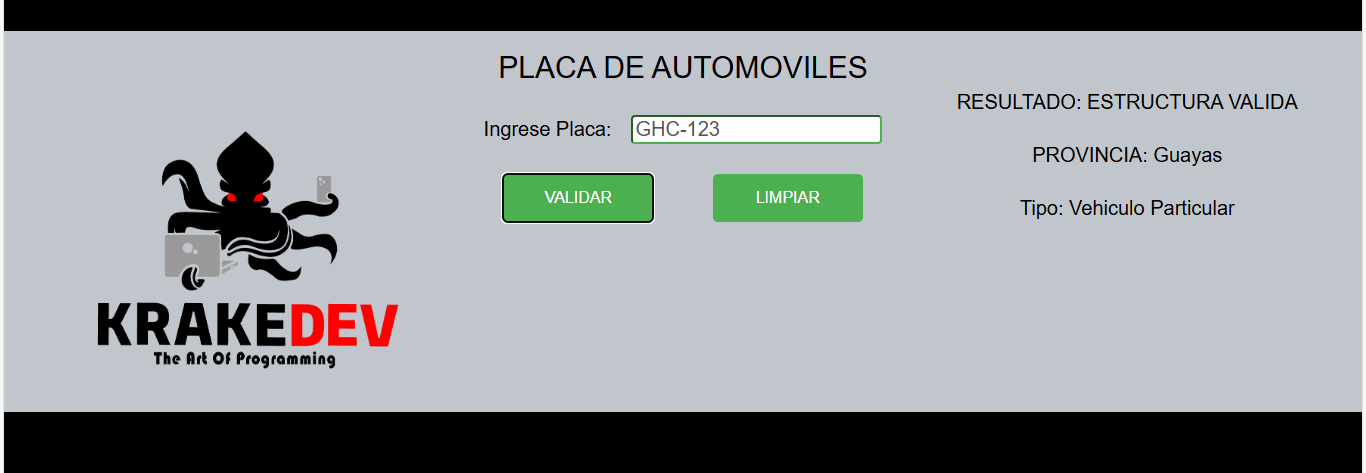 PLACA DE AUTOMOVILES
Ingrese Placa: GHC-123
VALIDAR LIMPIAR
RESULTADO: ESTRUCTURA VALIDA
PROVINCIA: Guayas
Tipo: Vehiculo Particular
KRAKEDEV
The Art Of Programming